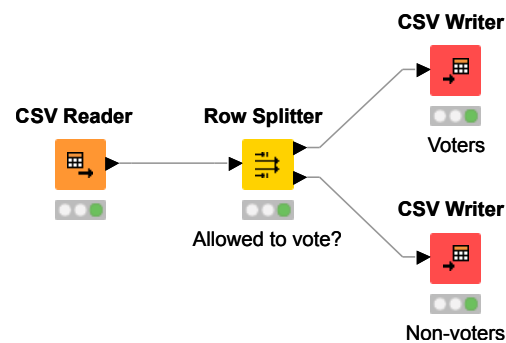 CSV Writer
CSV Reader
Row Splitter
Voters
CSV Writer
Allowed to vote?
Non-voters